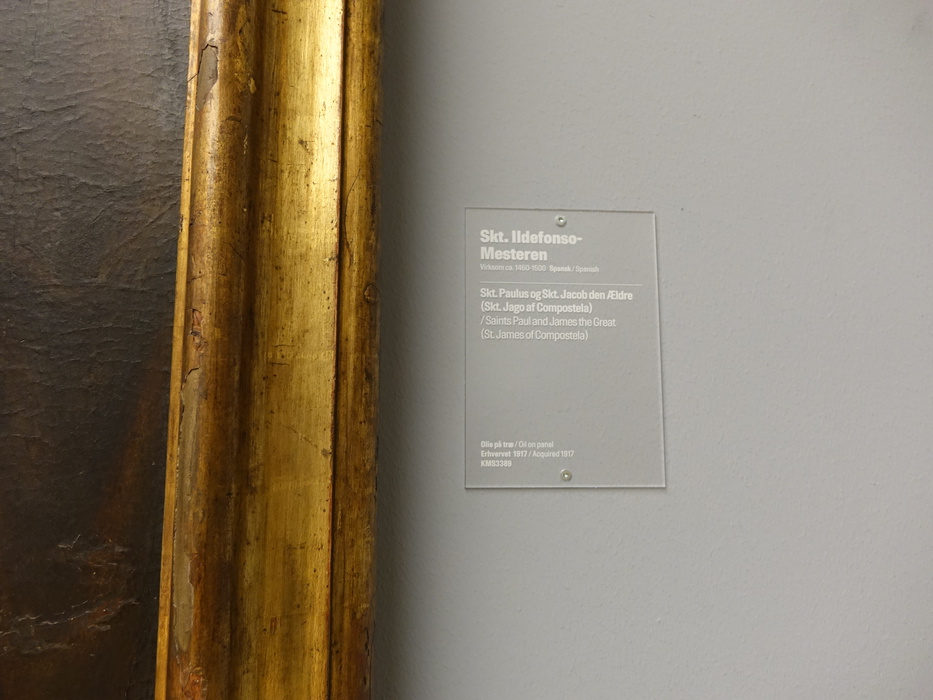 Skt. Ildefonso-
Mesteren
Virksom ca. 1460-1500 Spansk / Spanish
Skt. Paulus og Skt. Jacob den Ældre
(Skt. Jago af Compostela)
/ Saints Paul and James the Great
(St. James of Compostela)
Olie på træ / Oil on panel
Erhvervet 1917 / Acquired 1917
KMS3369